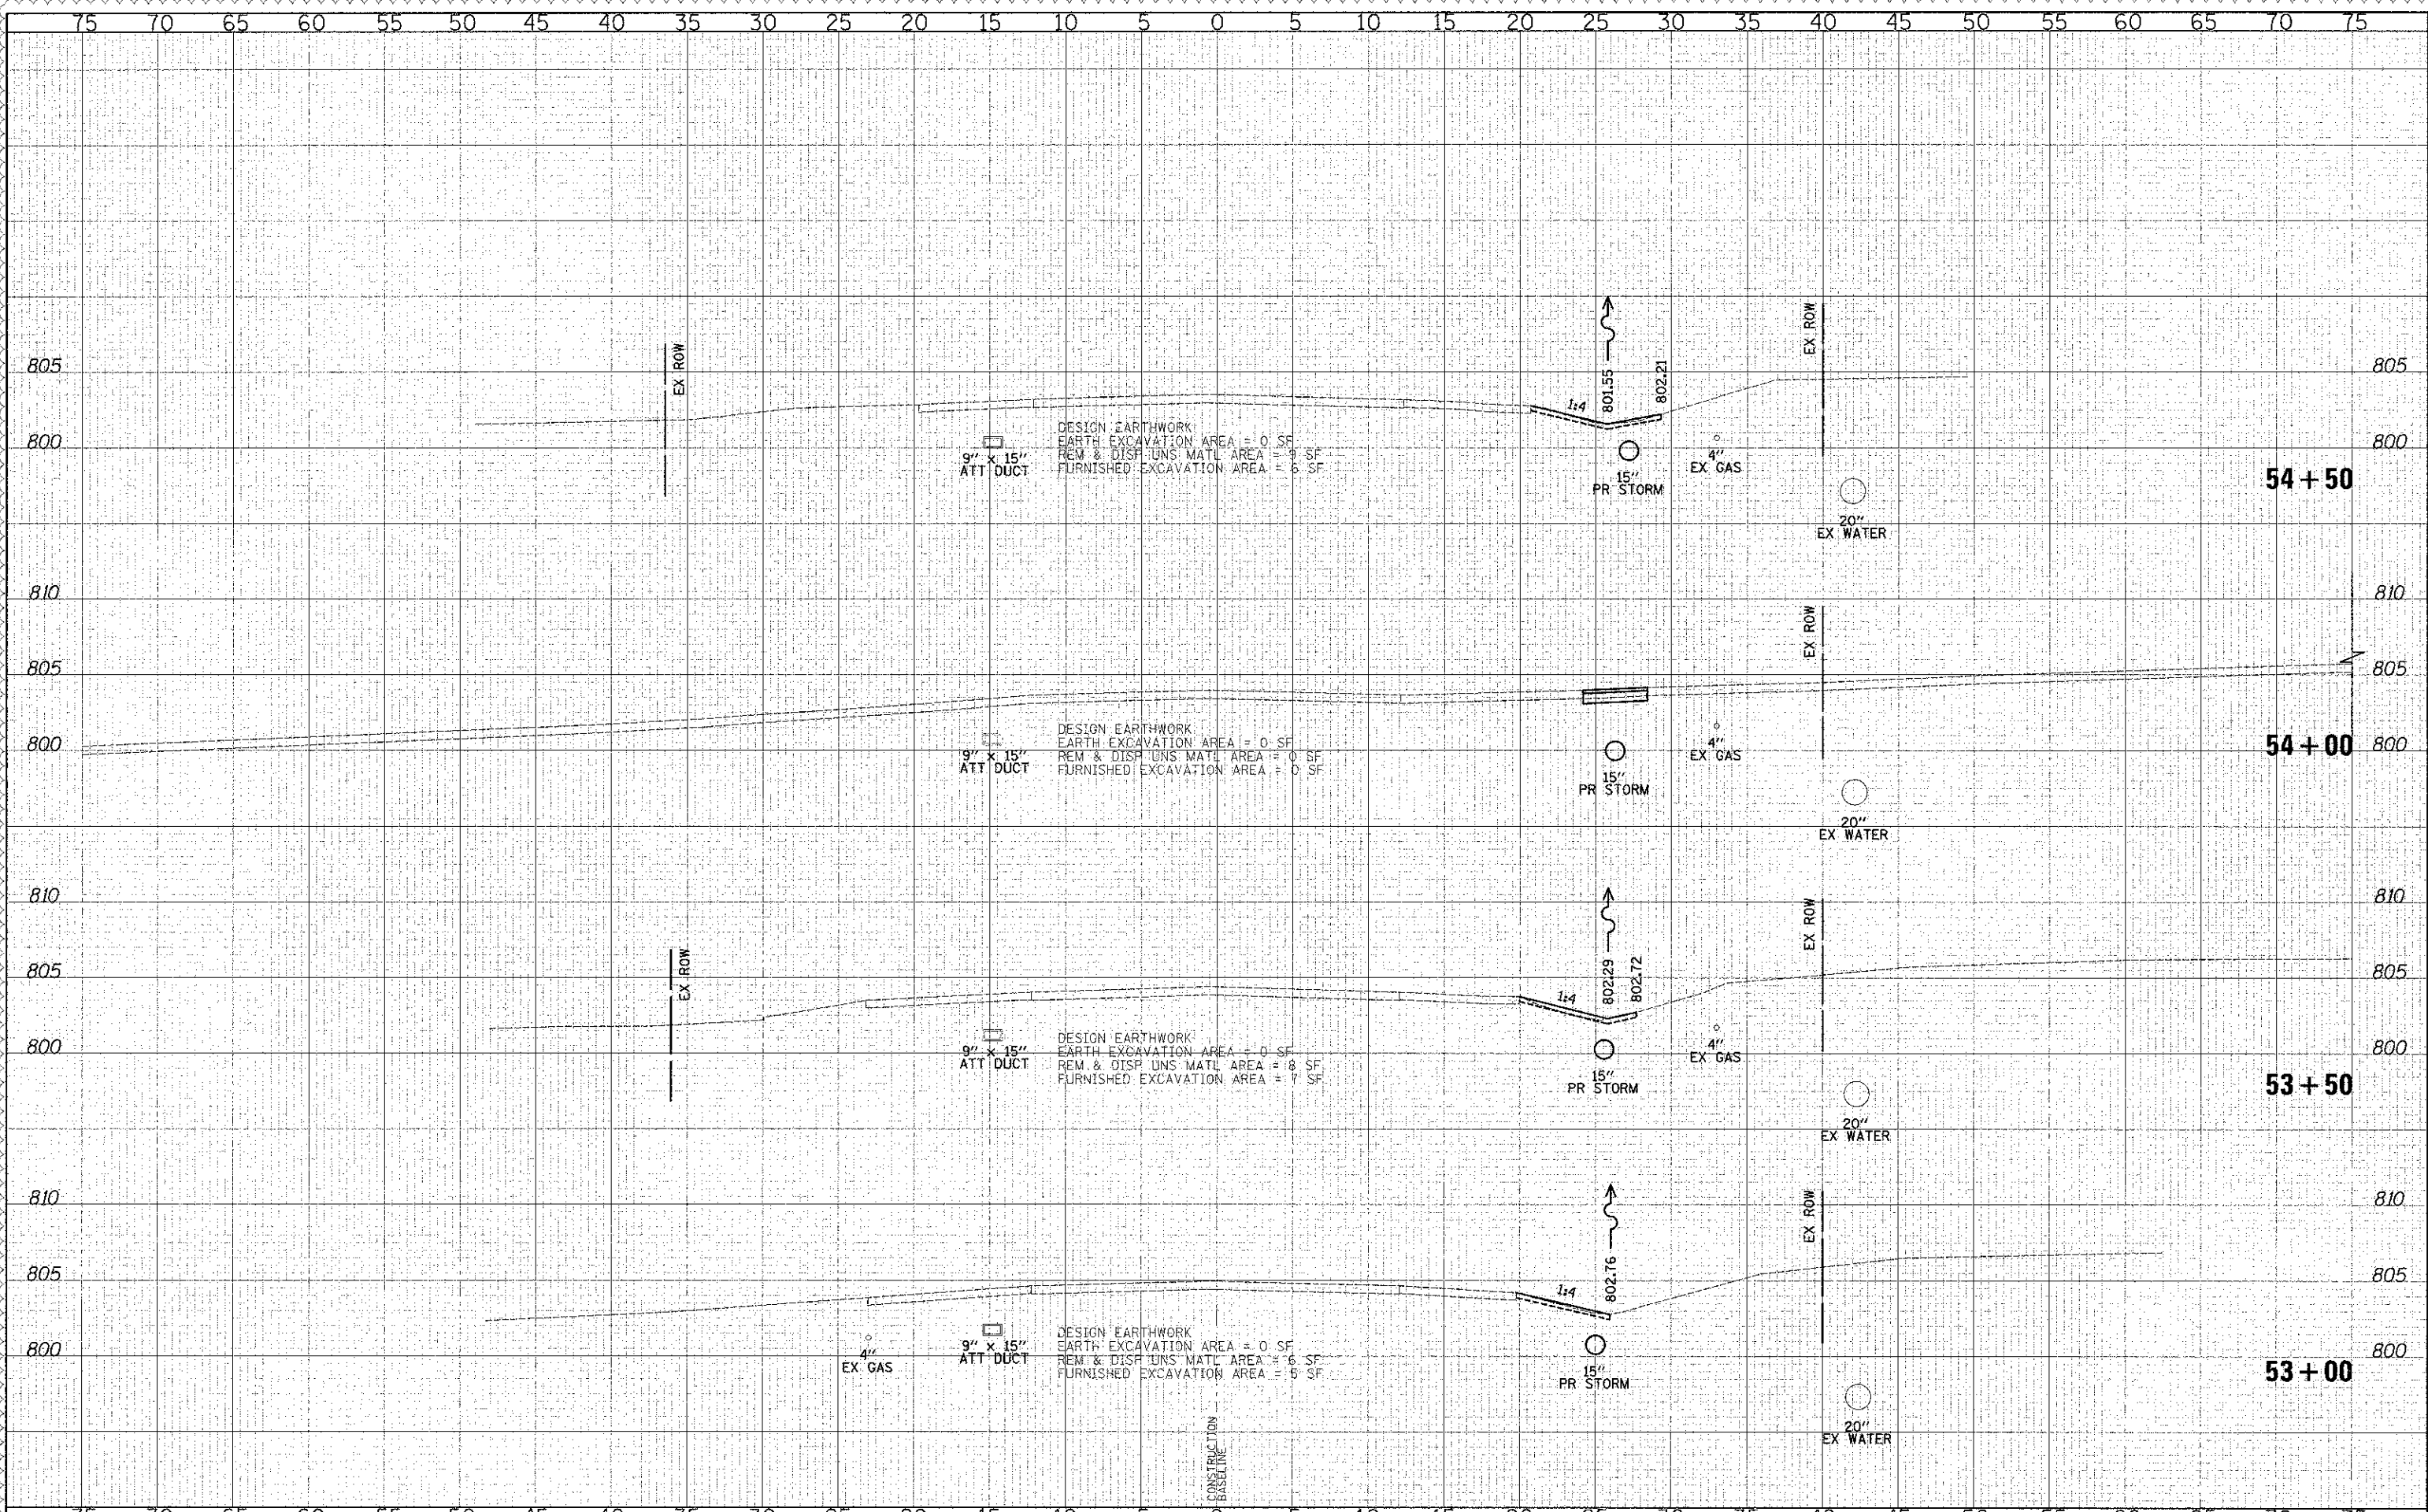 75 70 65 60 55 50 45 40 35 30 25 20 15 10 5 0 5 10 15 20 25 30 35 40 45 50 55 60 65 70 75
EX ROW
EX ROW
805
805
801.55
802.21
1:4
800
800
9" x 15"
ATT DUCT
DESIGN EARTHWORK
EARTH EXCAVATION AREA = 0 SF
REM & DISP UNS MATL AREA = 9 SF
FURNISHED EXCAVATION AREA = 6 SF
15"
PR STORM
4"
EX GAS
54+50
20"
EX WATER
810
810
EX ROW
805
805
800
800
9" x 15"
ATT DUCT
DESIGN EARTHWORK
EARTH EXCAVATION AREA = 0 SF
REM & DISP UNS MATL AREA = 0 SF
FURNISHED EXCAVATION AREA = 0 SF
15"
PR STORM
4"
EX GAS
54+00
20"
EX WATER
810
810
EX ROW
EX ROW
805
805
802.29
802.72
1:4
800
800
9" x 15"
ATT DUCT
DESIGN EARTHWORK
EARTH EXCAVATION AREA = 0 SF
REM & DISP UNS MATL AREA = 8 SF
FURNISHED EXCAVATION AREA = 7 SF
15"
PR STORM
4"
EX GAS
53+50
20"
EX WATER
810
810
EX ROW
805
805
802.76
1:4
800
800
4"
EX GAS
9" x 15"
ATT DUCT
DESIGN EARTHWORK
EARTH EXCAVATION AREA = 0 SF
REM & DISP UNS MATL AREA = 6 SF
FURNISHED EXCAVATION AREA = 5 SF
15"
PR STORM
53+00
20"
EX WATER
CONSTRUCTION
BASELINE